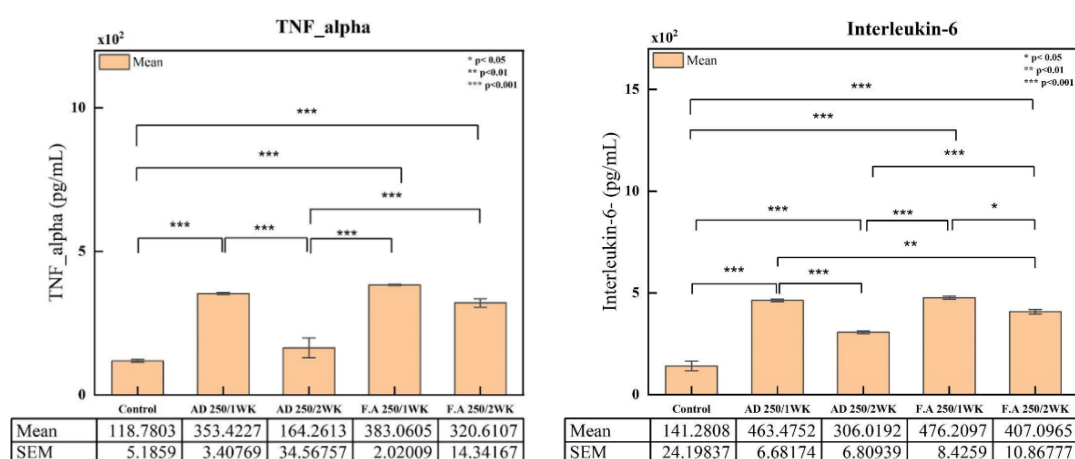 TNF_alpha
x10²
Mean
* p< 0.05
** p<0.01
*** p<0.001
TNF_alpha (pg/mL)
10
5
0
***
***
***
***
***
***
Control AD 250/1WK AD 250/2WK F.A 250/1WK F.A 250/2WK
Mean 118.7803 353.4227 164.2613 383.0605 320.6107
SEM 5.1859 3.40769 34.56757 2.02009 14.34167
Interleukin-6
x10²
Mean
* p< 0.05
** p<0.01
*** p<0.001
Interleukin-6- (pg/mL)
15
10
5
0
***
***
***
***
***
*
**
***
***
Control AD 250/1WK AD 250/2WK F.A 250/1WK F.A 250/2WK
Mean 141.2808 463.4752 306.0192 476.2097 407.0965
SEM 24.19837 6.68174 6.80939 8.4259 10.86777